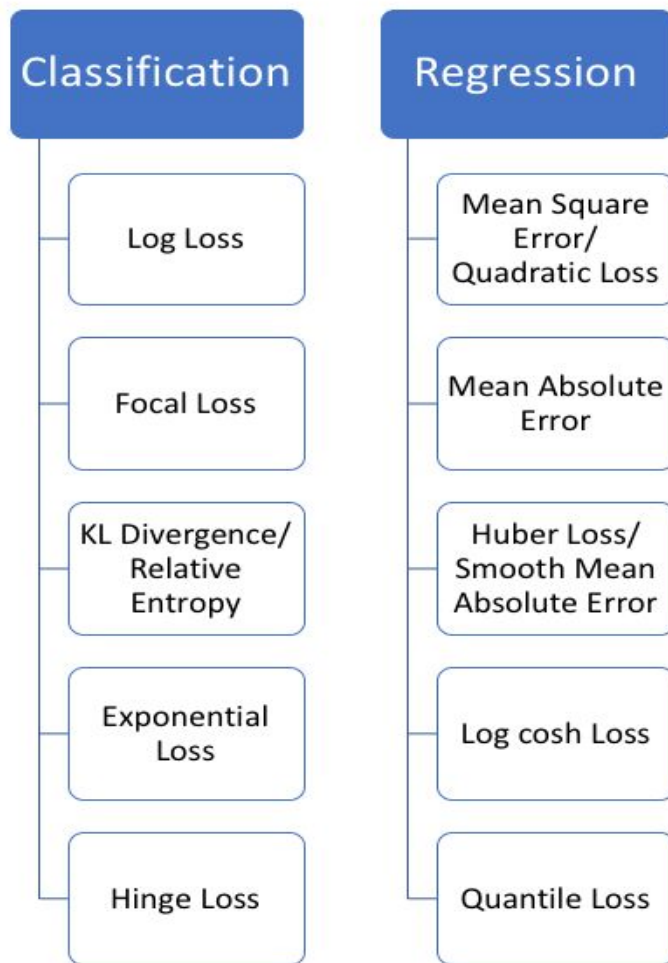 Classification
Log Loss
Focal Loss
KL Divergence/
Relative
Entropy
Exponential
Loss
Hinge Loss
Regression
Mean Square
Error/
Quadratic Loss
Mean Absolute
Error
Huber Loss/
Smooth Mean
Absolute Error
Log cosh Loss
Quantile Loss